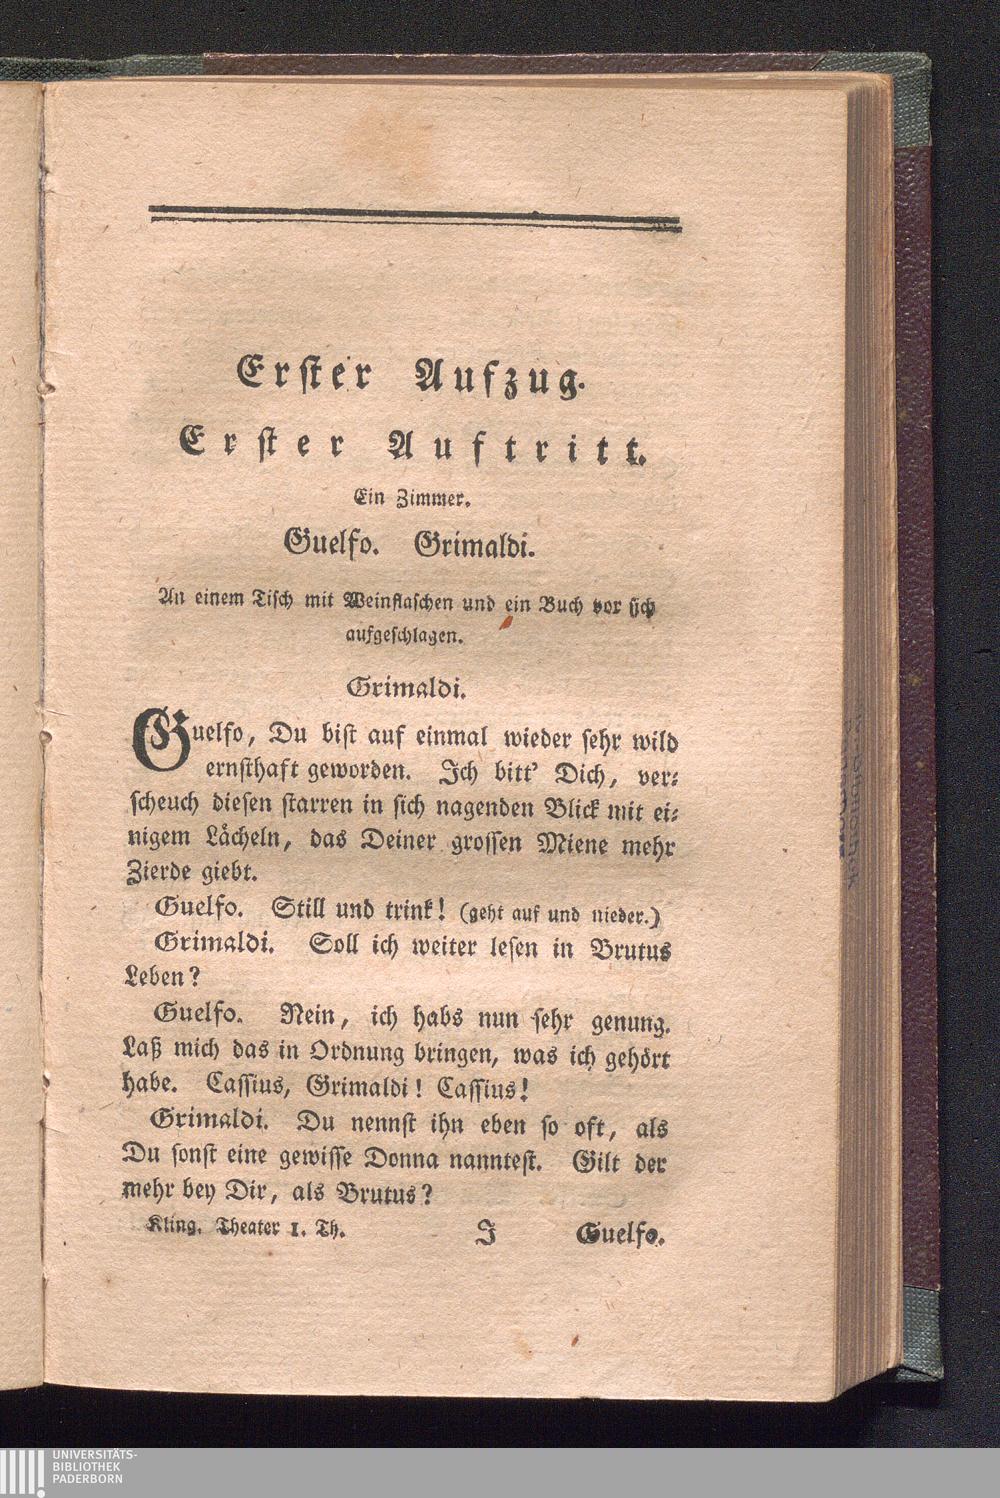 Erster Aufzug.
Erster Auftritt.
Ein Zimmer.
Guelfo. Grimaldi.
An einem Tisch mit Weinflaschen und ein Buch vor sich
aufgeschlagen.
Grimaldi.
Guelfo, Du bist auf einmal wieder sehr wild
ernsthaft geworden. Ich bitt' Dich, ver-
scheuch diesen starren in sich nagenden Blick mit ei-
nigem Lächeln, das Deiner grossen Miene mehr
Zierde giebt.
Guelfo. Still und trink! (geht auf und nieder.)
Grimaldi. Soll ich weiter lesen in Brutus
Leben?
Guelfo. Nein, ich habs nun sehr genung.
Laß mich das in Ordnung bringen, was ich gehört
habe. Cassius, Grimaldi! Cassius!
Grimaldi. Du nennst ihn eben so oft, als
Du sonst eine gewisse Donna nanntest. Gilt der
mehr bey Dir, als Brutus?
Kling. Theater 1. Th. J Guelfo.
UNIVERSITÄTS-
BIBLIOTHEK
PADERBORN